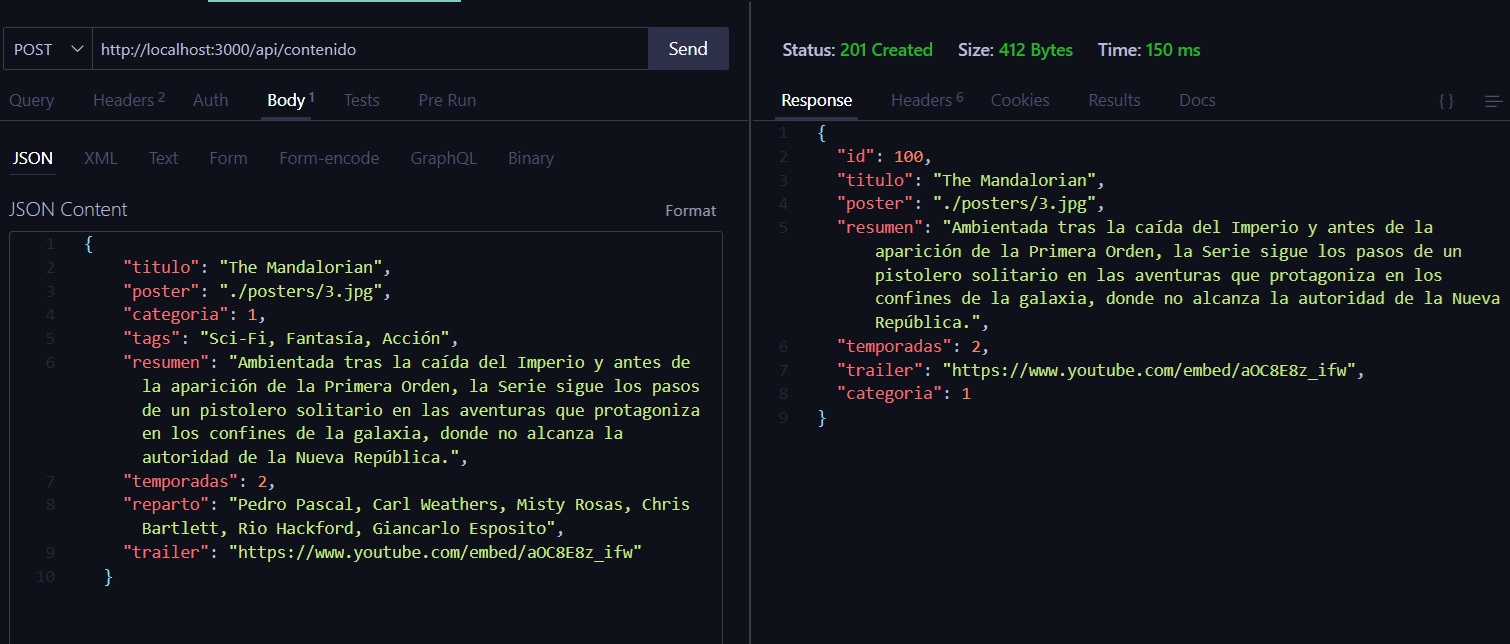 POST http://localhost:3000/api/contenido Send
Query Headers 2 Auth Body 1 Tests Pre Run
JSON XML Text Form Form-encode GraphQL Binary
JSON Content Format
1 {
2 "titulo": "The Mandalorian",
3 "poster": "./posters/3.jpg",
4 "categoria": 1,
5 "tags": "Sci-Fi, Fantasía, Acción",
6 "resumen": "Ambientada tras la caída del Imperio y antes de
la aparición de la Primera Orden, la Serie sigue los pasos
de un pistolero solitario en las aventuras que protagoniza
en los confines de la galaxia, donde no alcanza la
autoridad de la Nueva República.",
7 "temporadas": 2,
8 "reparto": "Pedro Pascal, Carl Weathers, Misty Rosas, Chris
Bartlett, Rio Hackford, Giancarlo Esposito",
9 "trailer": "https://www.youtube.com/embed/aOC8E8z_ifw"
10 }
Status: 201 Created Size: 412 Bytes Time: 150 ms
Response Headers 6 Cookies Results Docs { }
1 {
2 "id": 100,
3 "titulo": "The Mandalorian",
4 "poster": "./posters/3.jpg",
5 "resumen": "Ambientada tras la caída del Imperio y antes de la
aparición de la Primera Orden, la Serie sigue los pasos de un
pistolero solitario en las aventuras que protagoniza en los
confines de la galaxia, donde no alcanza la autoridad de la Nueva
República.",
6 "temporadas": 2,
7 "trailer": "https://www.youtube.com/embed/aOC8E8z_ifw",
8 "categoria": 1
9 }